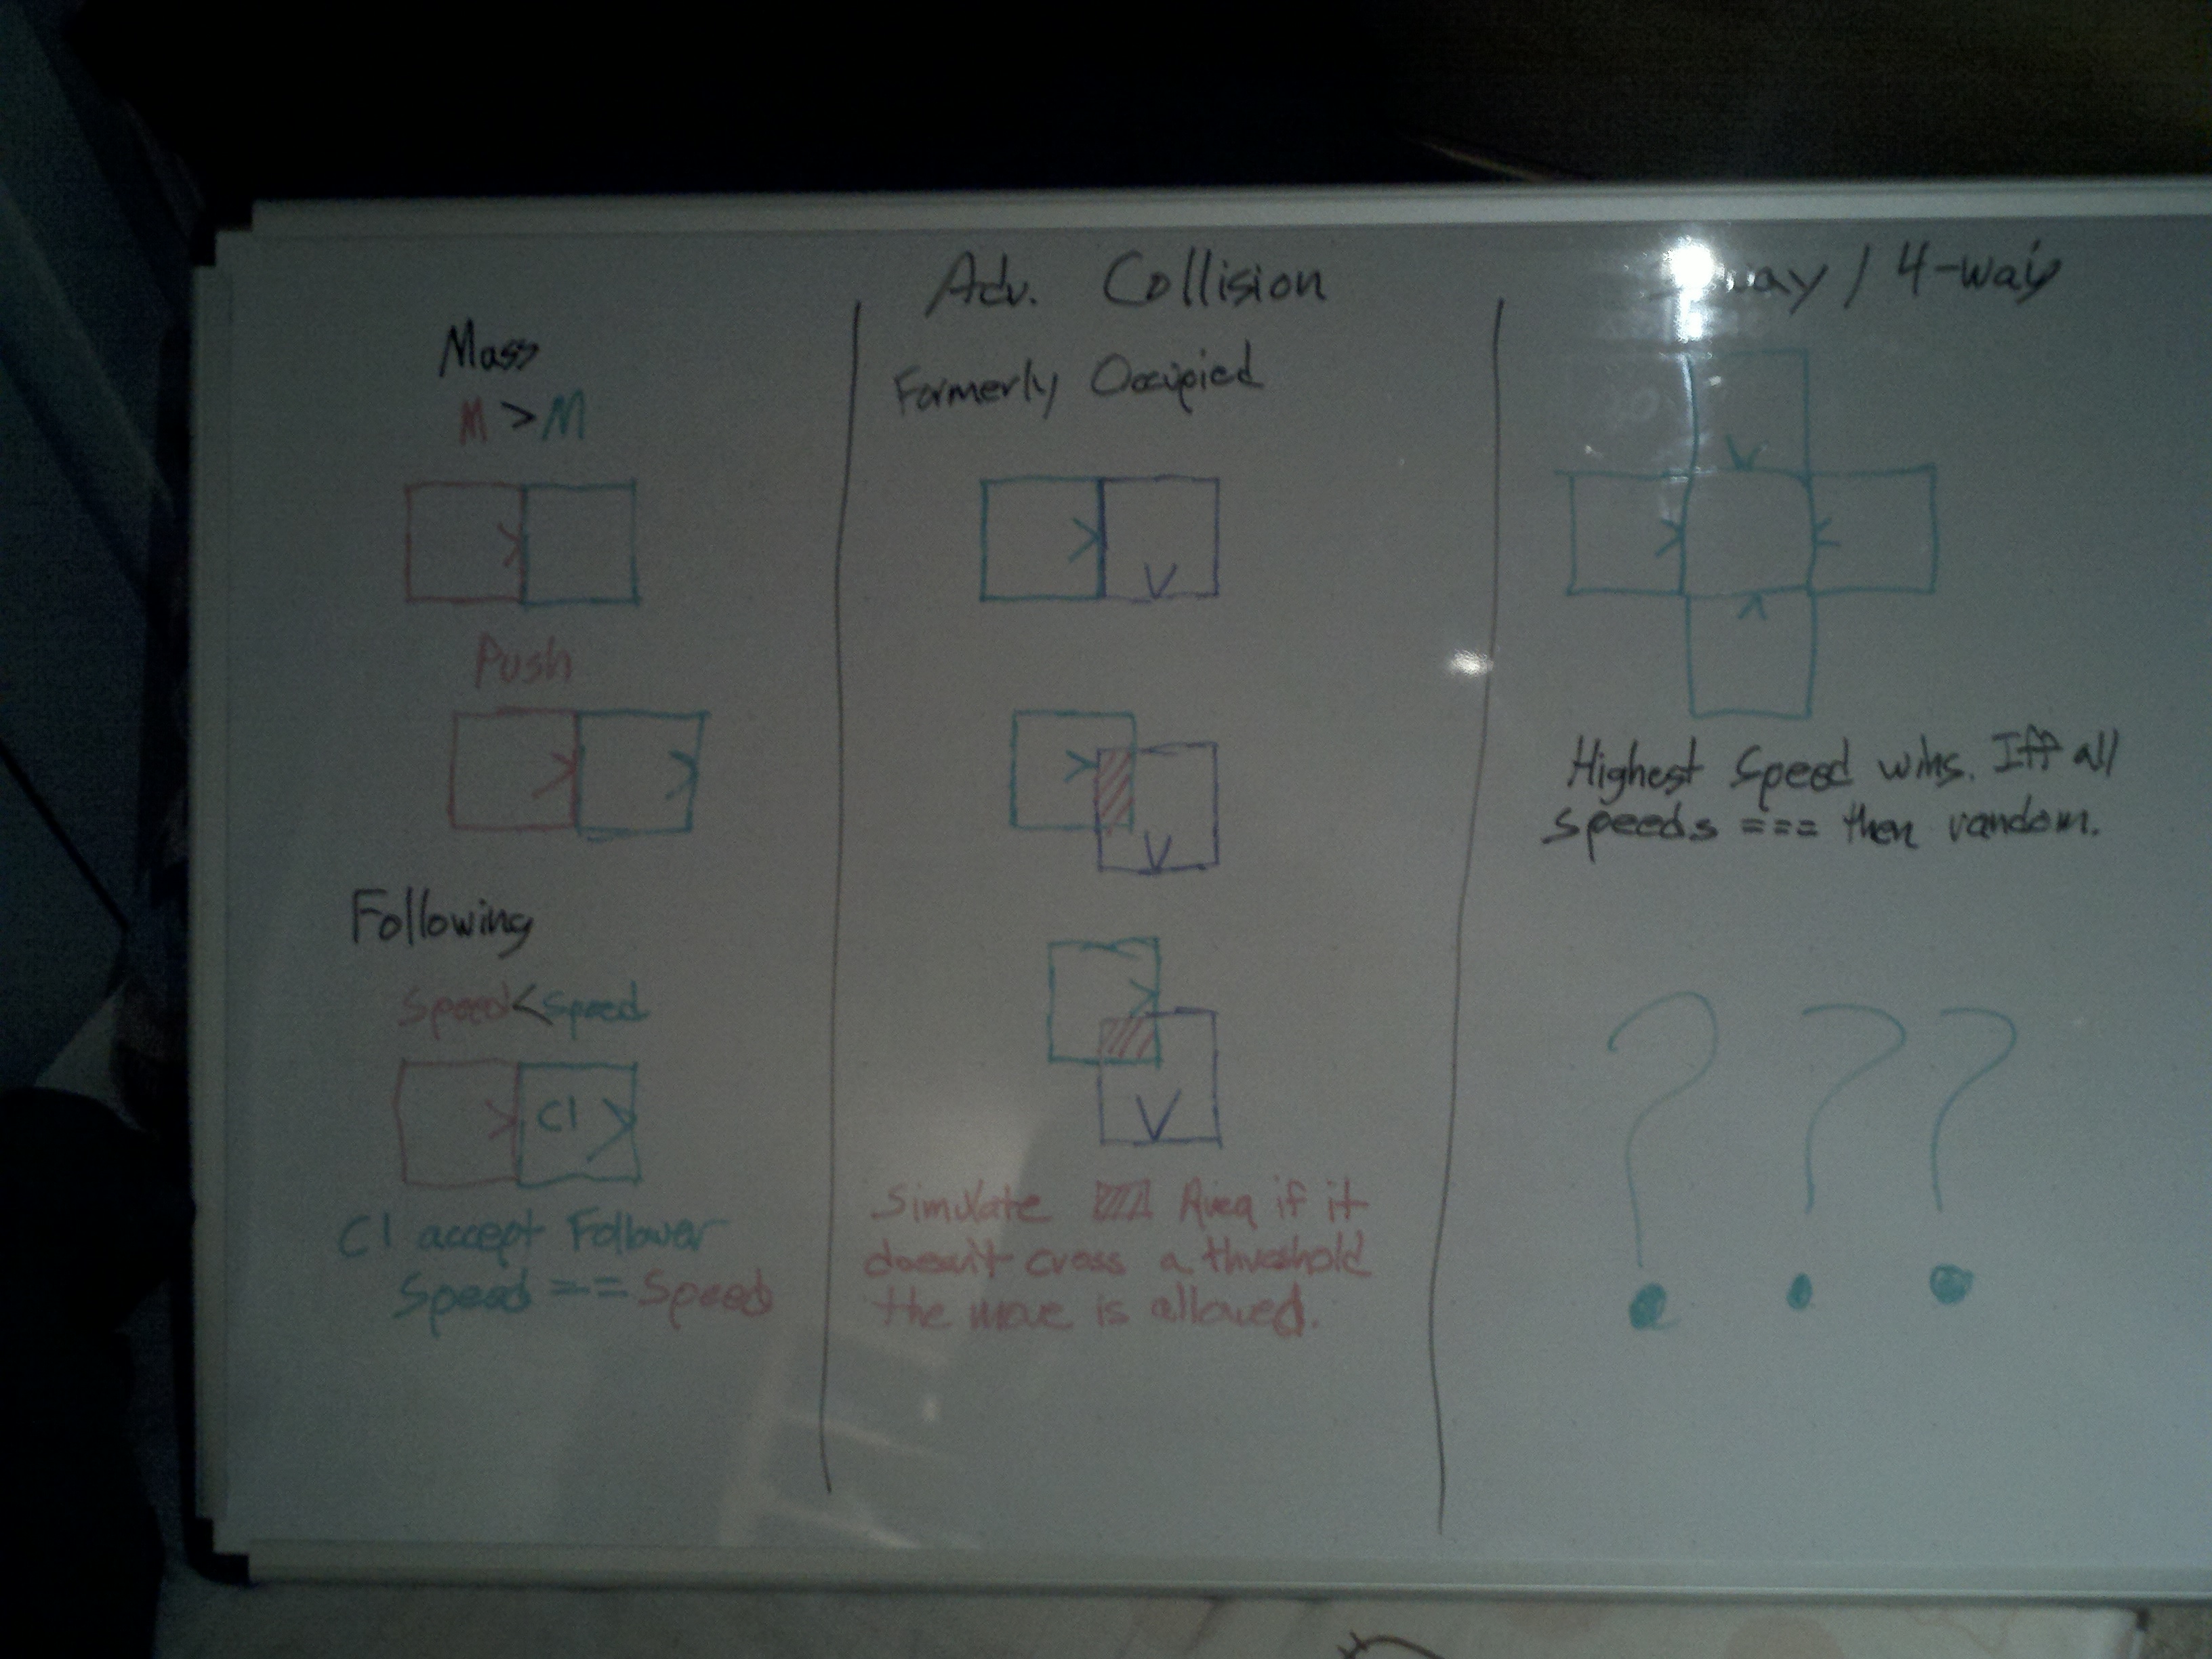 Adv. Collision
Mass
M > M
Push
Following
Speed < Speed
C1
C1 accept Follower
Speed == Speed
Formerly Occupied
Simulate Area if it
doesn't cross a threshold
the move is allowed.
way / 4-way
Highest Speed wins. Iff all
speeds === then random.
? ? ?